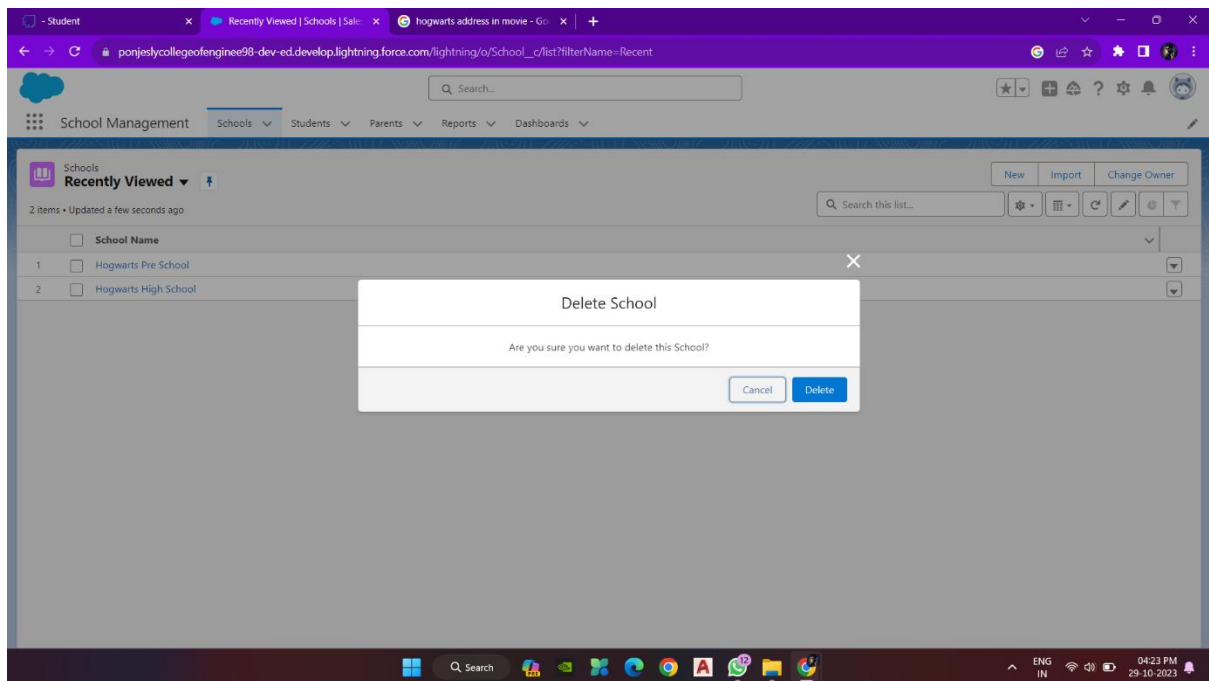 - Student
Recently Viewed | Schools | Sale
hogwarts address in movie - Go
ponjeslycollegeofenginee98-dev-ed.develop.lightning.force.com/lightning/o/School__c/list?filterName=Recent
Search...
School Management Schools Students Parents Reports Dashboards
Schools
Recently Viewed
New Import Change Owner
2 items • Updated a few seconds ago
Search this list...
School Name
1 Hogwarts Pre School
2 Hogwarts High School
Delete School
Are you sure you want to delete this School?
Cancel Delete
Search
12
ENG
IN
04:23 PM
29-10-2023